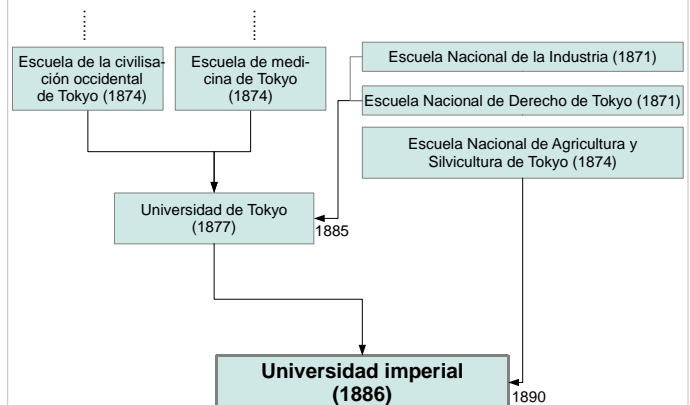 Escuela de la civilisa-
ción occidental
de Tokyo (1874)
Escuela de medi-
cina de Tokyo
(1874)
Escuela Nacional de la Industria (1871)
Escuela Nacional de Derecho de Tokyo (1871)
Escuela Nacional de Agricultura y
Silvicultura de Tokyo (1874)
Universidad de Tokyo
(1877)
1885
Universidad imperial
(1886)
1890